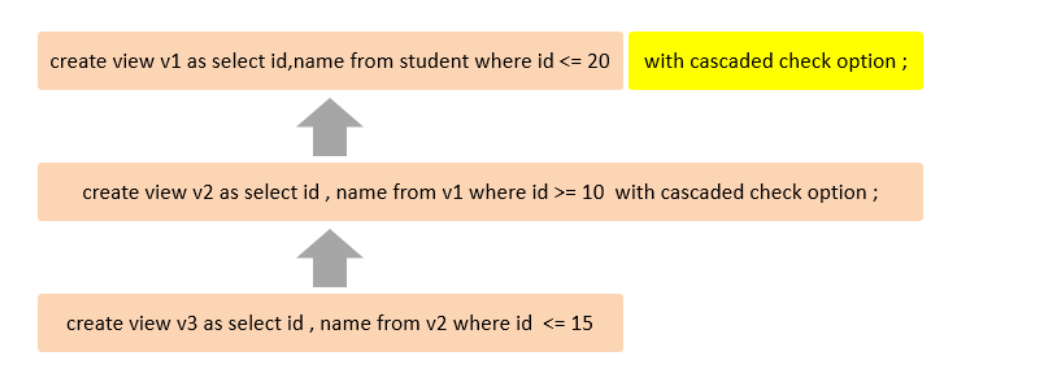 create view v1 as select id,name from student where id <= 20 with cascaded check option ;
create view v2 as select id , name from v1 where id >= 10  with cascaded check option ;
create view v3 as select id , name from v2 where id  <= 15